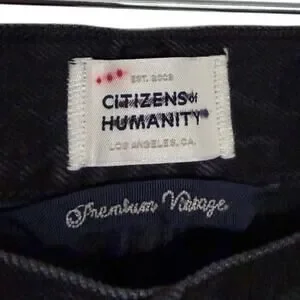 EST. 2003
CITIZENS of
HUMANITY
LOS ANGELES, CA.
Premium Vintage